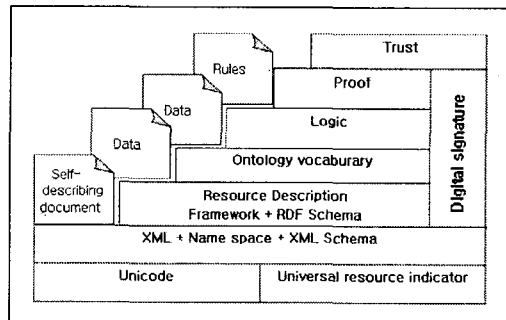 Trust
Rules
Proof
Data
Logic
Data
Ontology vocaburary
Digital signature
Self-
describing
document
Resource Description
Framework + RDF Schema
XML + Name space + XML Schema
Unicode
Universal resource indicator